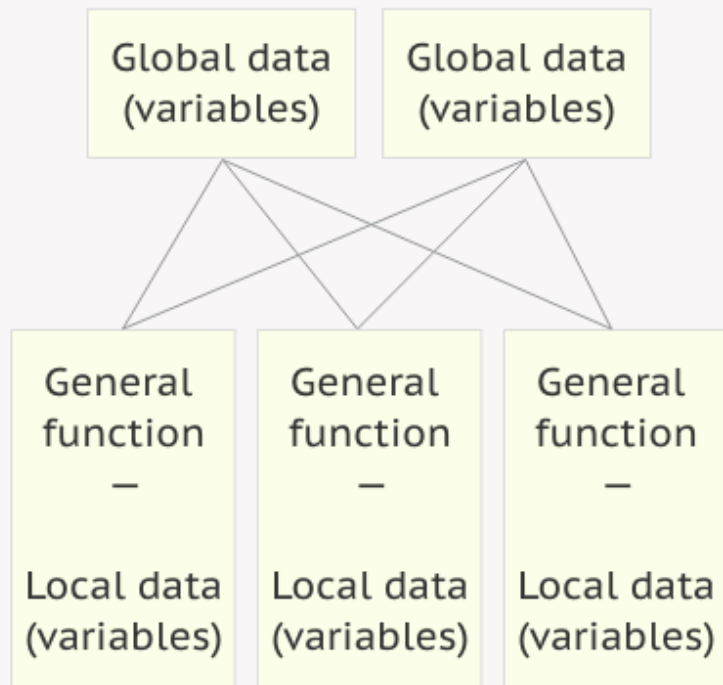 Global data
(variables)
Global data
(variables)
General
function
–
Local data
(variables)
General
function
–
Local data
(variables)
General
function
–
Local data
(variables)